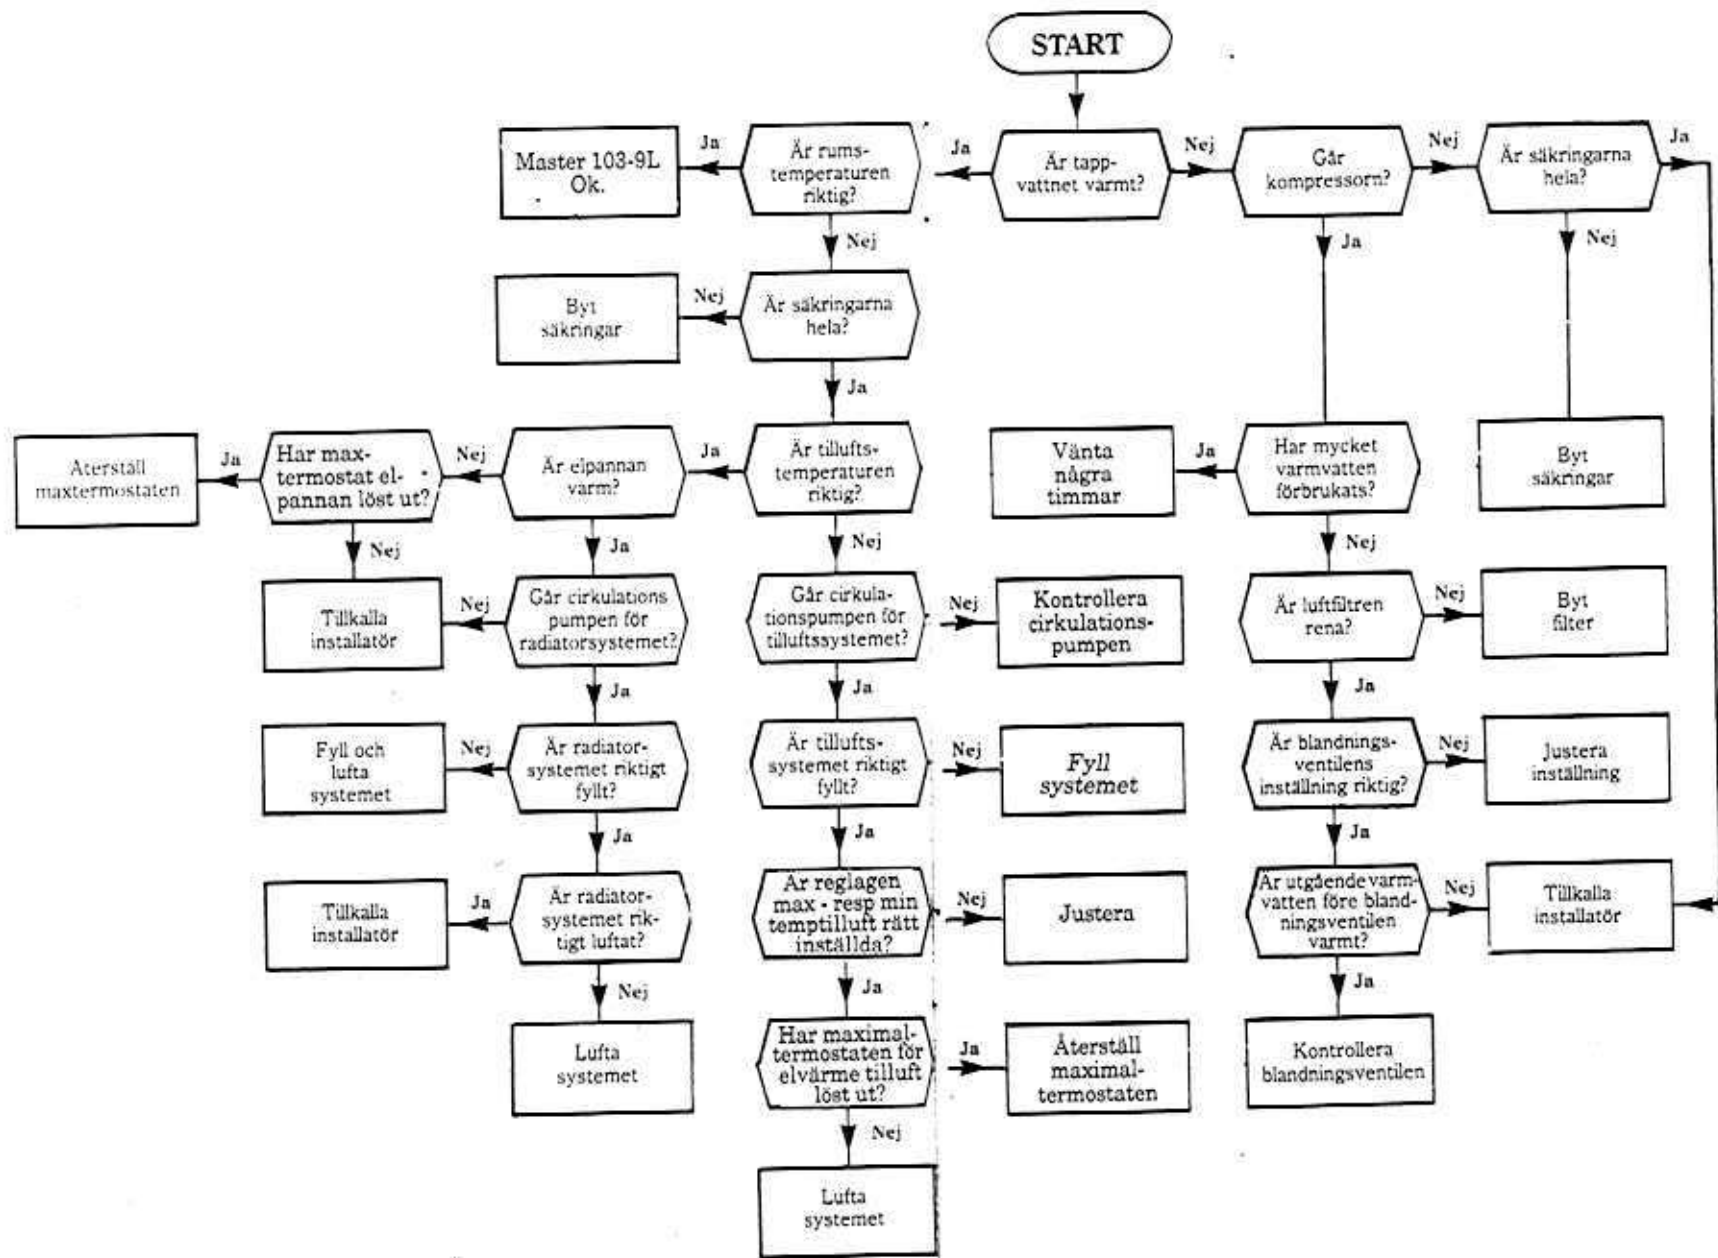 START
Ja
Är rums-
temperaturen
riktig?
Master 103-9L
Ok.
Ja
Är tapp-
vattnet varmt?
Nej
Går
kompressorn?
Nej
Är säkringarna
hela?
Ja
Nej
Ja
Nej
Byt
säkringar
Nej
Är säkringarna
hela?
Ja
Återställ
maxtermostaten
Ja
Har max-
termostat el-
pannan löst ut?
Nej
Är elpannan
varm?
Ja
Är tillufts-
temperaturen
riktig?
Vänta
några
timmar
Ja
Har mycket
varmvatten
förbrukats?
Byt
säkringar
Nej
Ja
Nej
Nej
Tillkalla
installatör
Nej
Går cirkulations
pumpen för
radiatorsystemet?
Går cirkula-
tionspumpen för
tilluftssystemet?
Nej
Kontrollera
cirkulations-
pumpen
Är luftfiltren
rena?
Nej
Byt
filter
Ja
Ja
Ja
Fyll och
lufta
systemet
Nej
Är radiator-
systemet riktigt
fyllt?
Är tillufts-
systemet riktigt
fyllt?
Nej
Fyll
systemet
Är blandnings-
ventilens
inställning riktig?
Nej
Justera
inställning
Ja
Ja
Ja
Tillkalla
installatör
Ja
Är radiator-
systemet rik-
tigt luftat?
Ar reglagen
max - resp min
temptilluft rätt
inställda?
Nej
Justera
Ar utgående varm-
vatten före bland-
ningsventilen
varmt?
Nej
Tillkalla
installatör
Nej
Ja
Ja
Lufta
systemet
Har maximal-
termostaten för
elvärme tilluft
löst ut?
Ja
Återställ
maximal-
termostaten
Kontrollera
blandningsventilen
Nej
Lufta
systemet